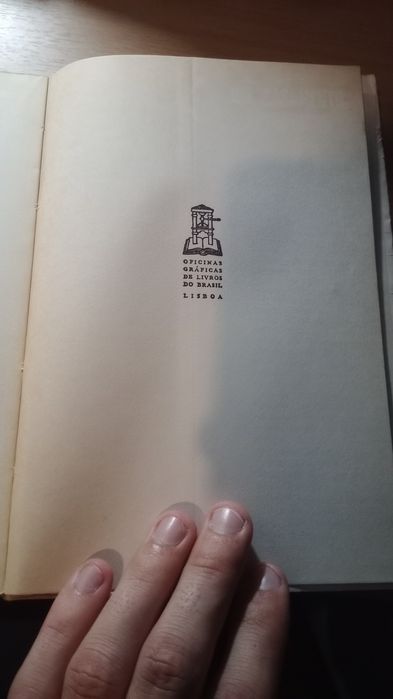 OFICINAS
GRÁFICAS
DE LIVROS
DO BRASIL
LISBOA